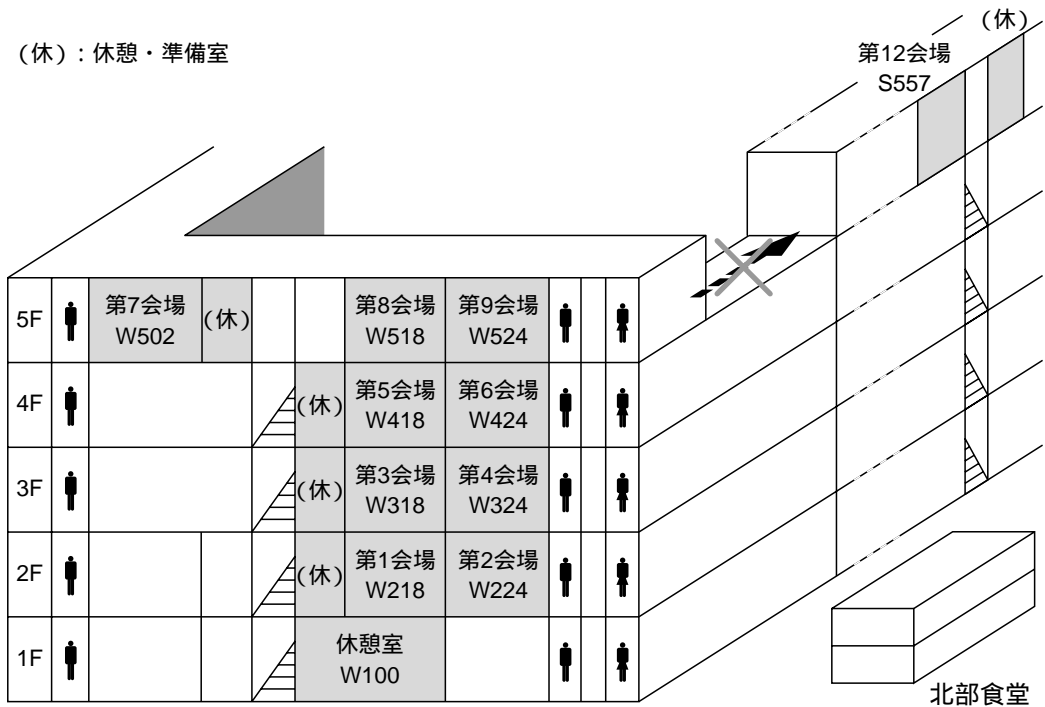 (休):休憩・準備室
(休)
第12会場
S557
5F
第7会場
W502
(休)
第8会場
W518
第9会場
W524
4F
(休)
第5会場
W418
第6会場
W424
3F
(休)
第3会場
W318
第4会場
W324
2F
(休)
第1会場
W218
第2会場
W224
1F
休憩室
W100
北部食堂